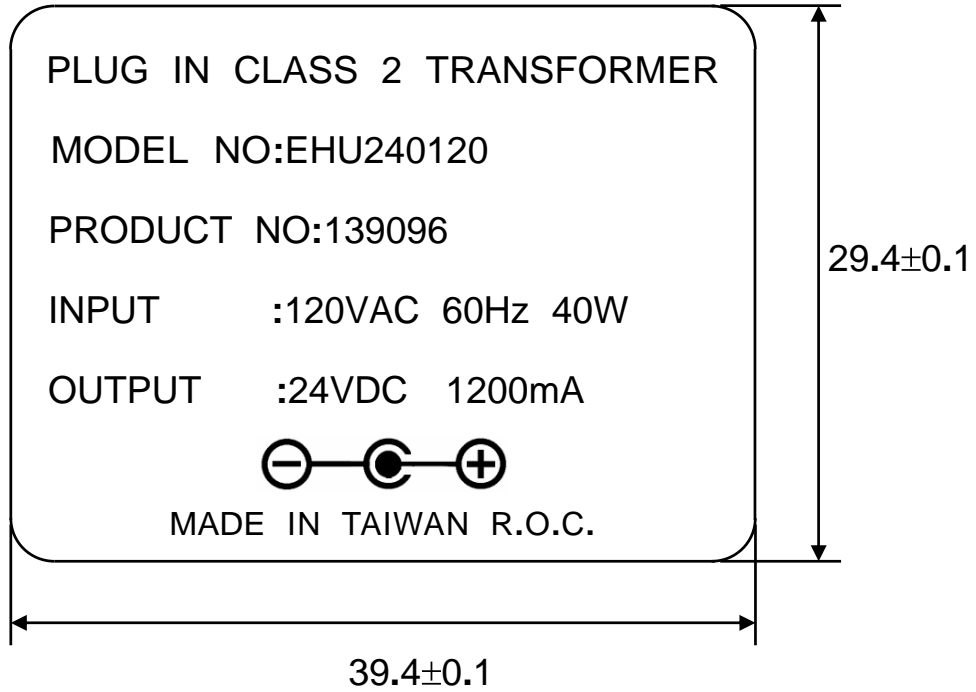 PLUG IN CLASS 2 TRANSFORMER
MODEL NO:EHU240120
PRODUCT NO:139096
29.4±0.1
INPUT :120VAC 60Hz 40W
OUTPUT :24VDC 1200mA
MADE IN TAIWAN R.O.C.
39.4±0.1